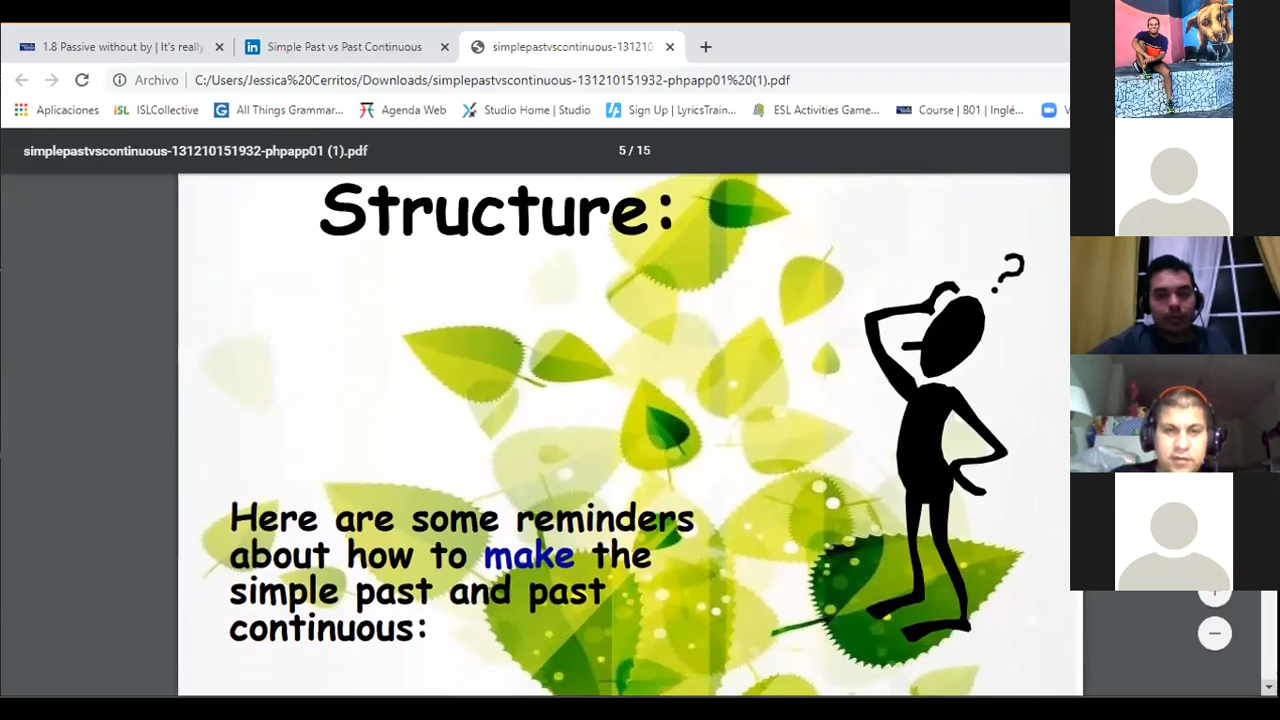 1.8 Passive without by | It's really
Simple Past vs Past Continuous
simplepastvscontinuous-131210
Archivo
C:/Users/Jessica%20Cerritos/Downloads/simplepastvscontinuous-131210151932-phpapp01%20(1).pdf
Aplicaciones
iSL ISLCollective
G All Things Grammar...
Agenda Web
Studio Home | Studio
Sign Up | LyricsTrain...
ESL Activities Game...
Course | B01 | Inglé...
simplepastvscontinuous-131210151932-phpapp01 (1).pdf
5 / 15
Structure:
?
Here are some reminders
about how to make the
simple past and past
continuous: